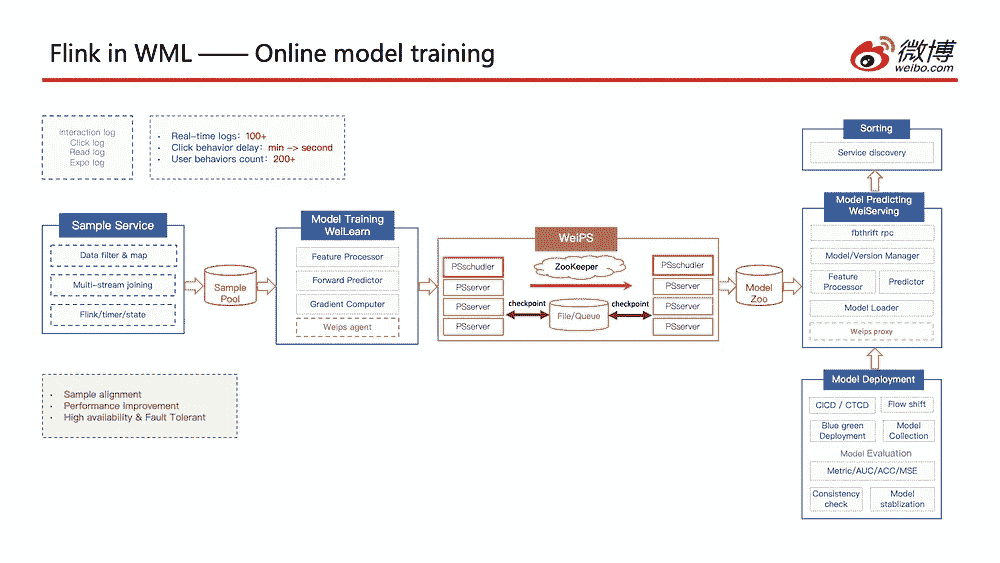 Flink in WML —— Online model training
微博
weibo.com
Interaction log
Click log
Read log
Expo log
• Real-time logs: 100+
• Click behavior delay: min -> second
• User behaviors count: 200+
Sample Service
Data filter & map
Multi-stream joining
Flink/timer/state
Sample
Pool
Model Training
WeiLearn
Feature Processor
Forward Predictor
Gradient Computer
Weips agent
WeiPS
PSschudler
PSserver
PSserver
PSserver
ZooKeeper
checkpoint
File/Queue
checkpoint
PSschudler
PSserver
PSserver
PSserver
Model
Zoo
Sorting
Service discovery
Model Predicting
WeiServing
fbthrift rpc
Model/Version Manager
Feature
Processor
Predictor
Model Loader
Weips proxy
Model Deployment
CICD / CTCD
Flow shift
Blue green
Deployment
Model
Collection
Model Evaluation
Metric/AUC/ACC/MSE
Consistency
check
Model
stablization
• Sample alignment
• Performance improvement
• High availability & Fault Tolerant